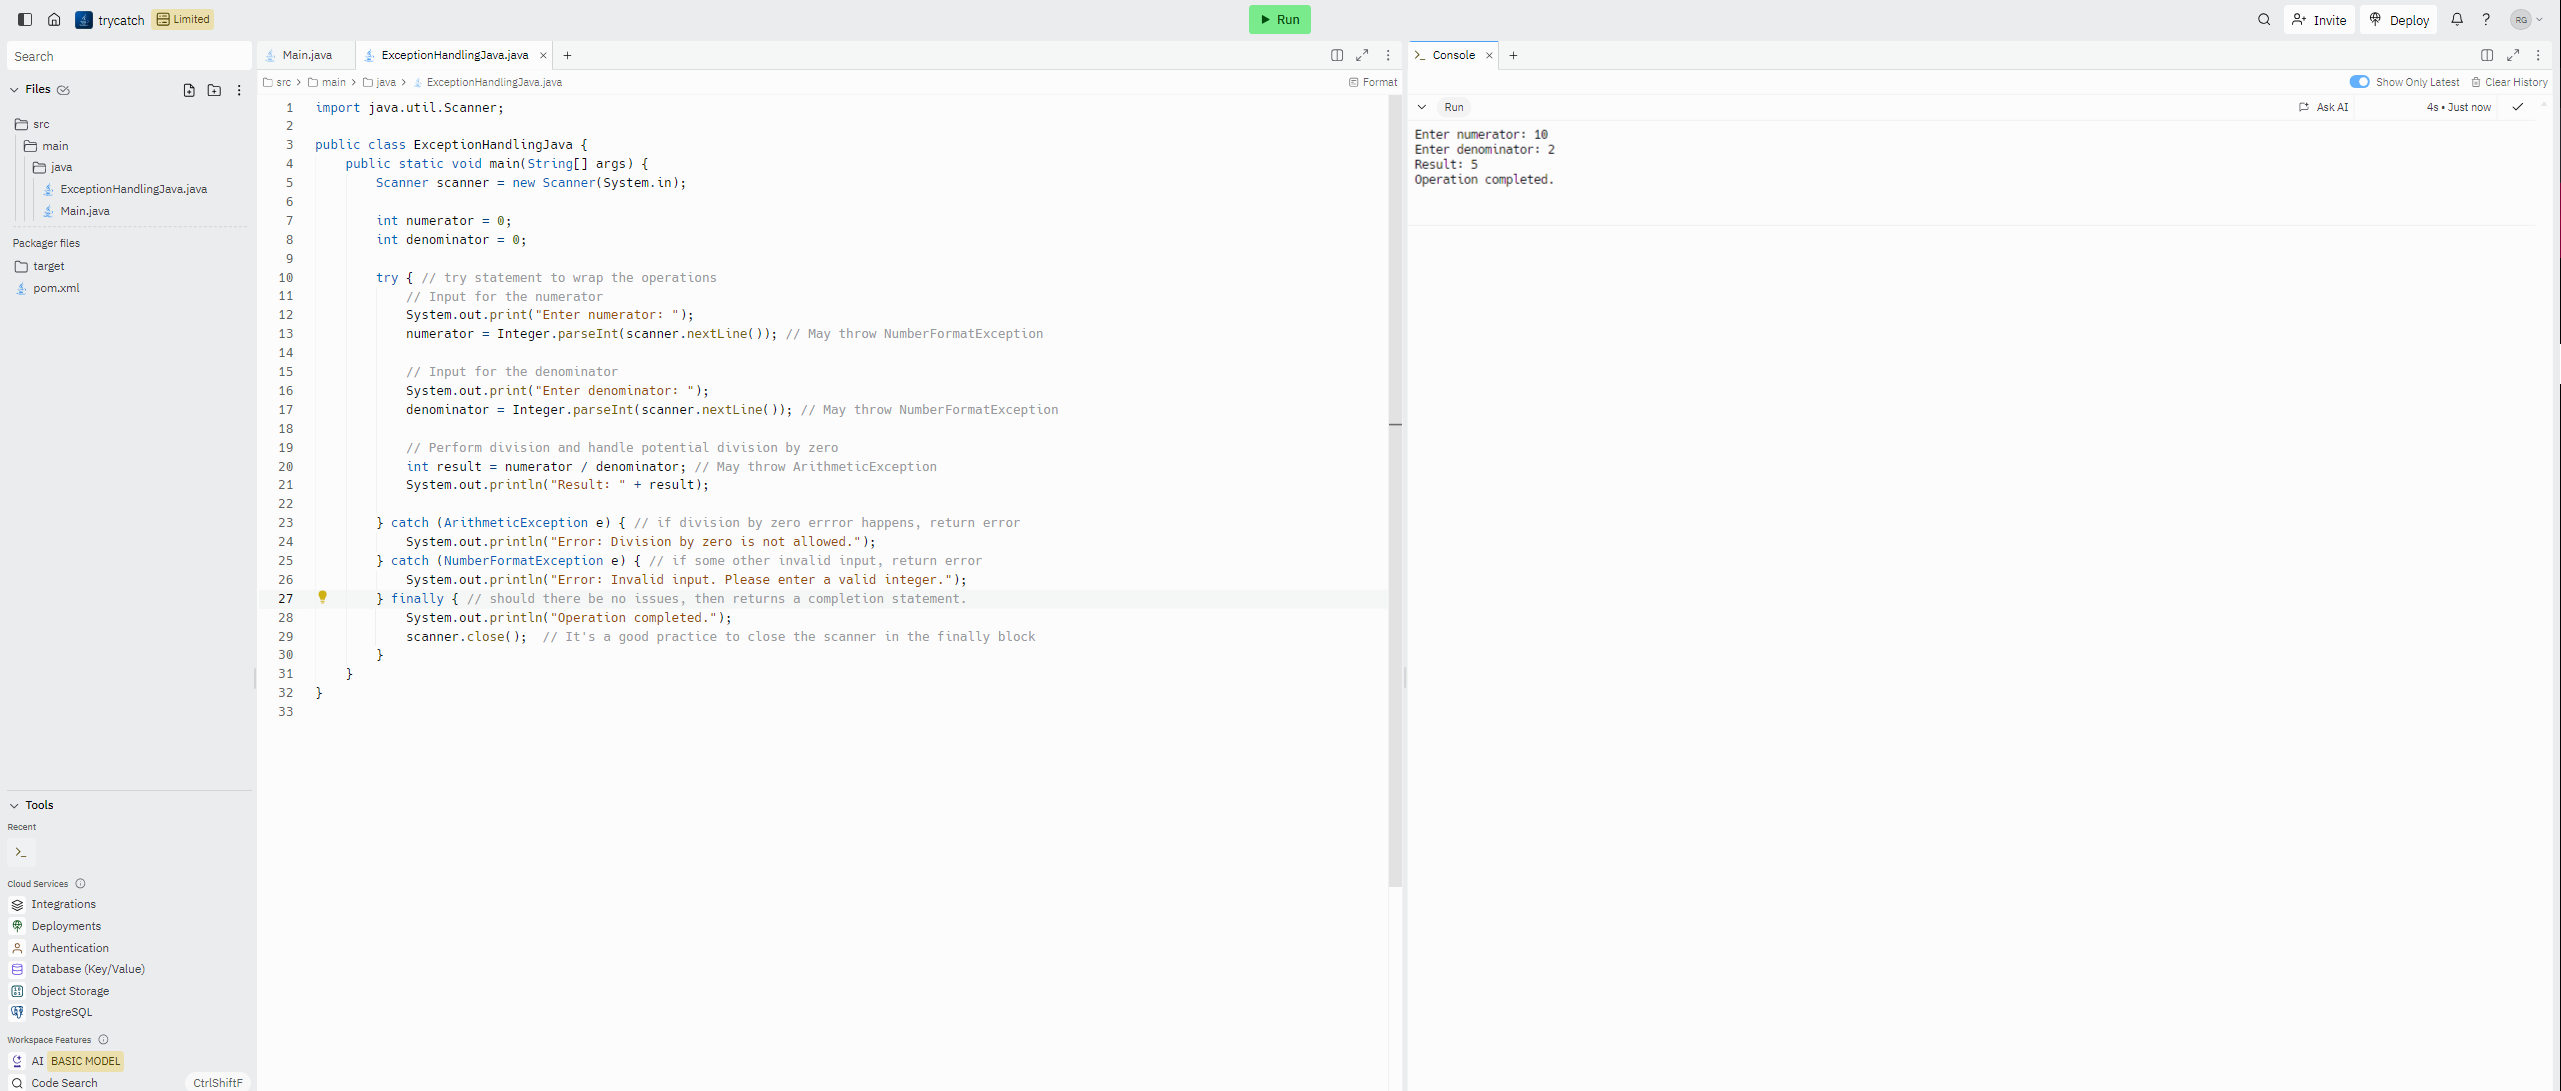 trycatch
Limited
Run
Invite
Deploy
RG
Search
Files
src
main
java
ExceptionHandlingJava.java
Main.java
Packager files
target
pom.xml
Tools
Recent
Cloud Services
Integrations
Deployments
Authentication
Database (Key/Value)
Object Storage
PostgreSQL
Workspace Features
AI BASIC MODEL
Code Search CtrlShiftF
Main.java ExceptionHandlingJava.java
src > main > java > ExceptionHandlingJava.java Format
1 import java.util.Scanner;
2
3 public class ExceptionHandlingJava {
4 public static void main(String[] args) {
5 Scanner scanner = new Scanner(System.in);
6
7 int numerator = 0;
8 int denominator = 0;
9
10 try { // try statement to wrap the operations
11 // Input for the numerator
12 System.out.print("Enter numerator: ");
13 numerator = Integer.parseInt(scanner.nextLine()); // May throw NumberFormatException
14
15 // Input for the denominator
16 System.out.print("Enter denominator: ");
17 denominator = Integer.parseInt(scanner.nextLine()); // May throw NumberFormatException
18
19 // Perform division and handle potential division by zero
20 int result = numerator / denominator; // May throw ArithmeticException
21 System.out.println("Result: " + result);
22
23 } catch (ArithmeticException e) { // if division by zero errror happens, return error
24 System.out.println("Error: Division by zero is not allowed.");
25 } catch (NumberFormatException e) { // if some other invalid input, return error
26 System.out.println("Error: Invalid input. Please enter a valid integer.");
27 } finally { // should there be no issues, then returns a completion statement.
28 System.out.println("Operation completed.");
29 scanner.close(); // It's a good practice to close the scanner in the finally block
30 }
31 }
32 }
33
Console
Show Only Latest Clear History
Run Ask AI 4s • Just now
Enter numerator: 10
Enter denominator: 2
Result: 5
Operation completed.